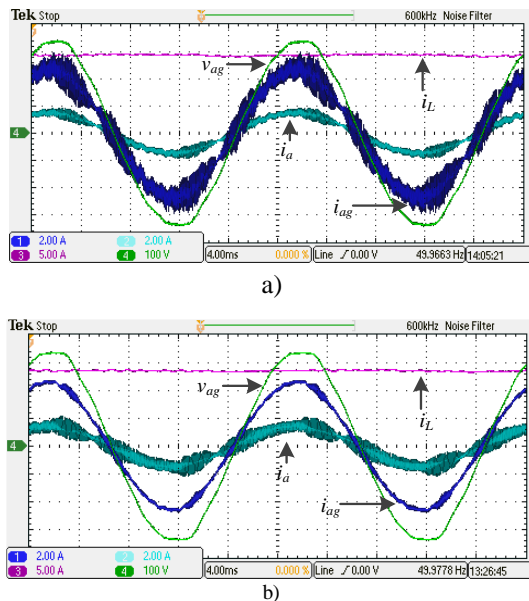 Tek Stop 600kHz Noise Filter
v_ag
i_L
i_a
i_ag
4
1 2.00 A 2 2.00 A
3 5.00 A 4 100 V
4.00ms 0.000 % Line ƒ 0.00 V 49.9663 Hz 14:05:21
a)
Tek Stop 600kHz Noise Filter
v_ag
i_L
4
i_a
i_ag
1 2.00 A 2 2.00 A
3 5.00 A 4 100 V
4.00ms 0.000 % Line ƒ 0.00 V 49.9778 Hz 13:26:45
b)